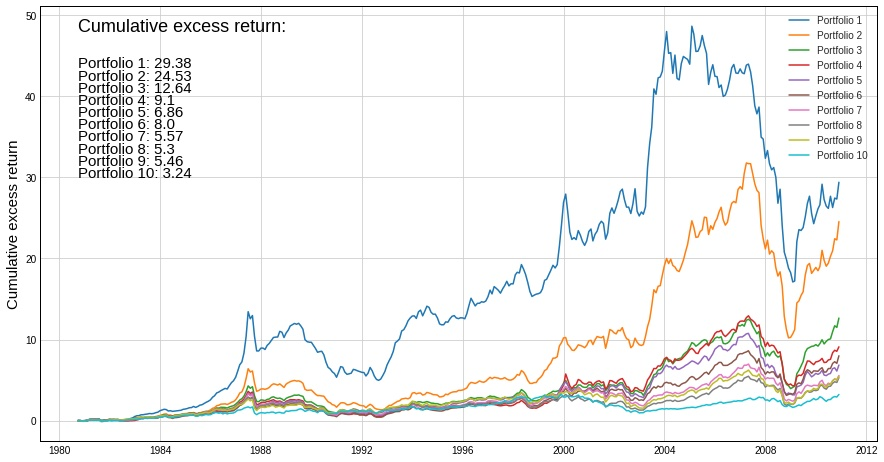 Cumulative excess return:
Portfolio 1: 29.38
Portfolio 2: 24.53
Portfolio 3: 12.64
Portfolio 4: 9.1
Portfolio 5: 6.86
Portfolio 6: 8.0
Portfolio 7: 5.57
Portfolio 8: 5.3
Portfolio 9: 5.46
Portfolio 10: 3.24
Portfolio 1
Portfolio 2
Portfolio 3
Portfolio 4
Portfolio 5
Portfolio 6
Portfolio 7
Portfolio 8
Portfolio 9
Portfolio 10
Cumulative excess return
50
40
30
20
10
0
1980 1984 1988 1992 1996 2000 2004 2008 2012